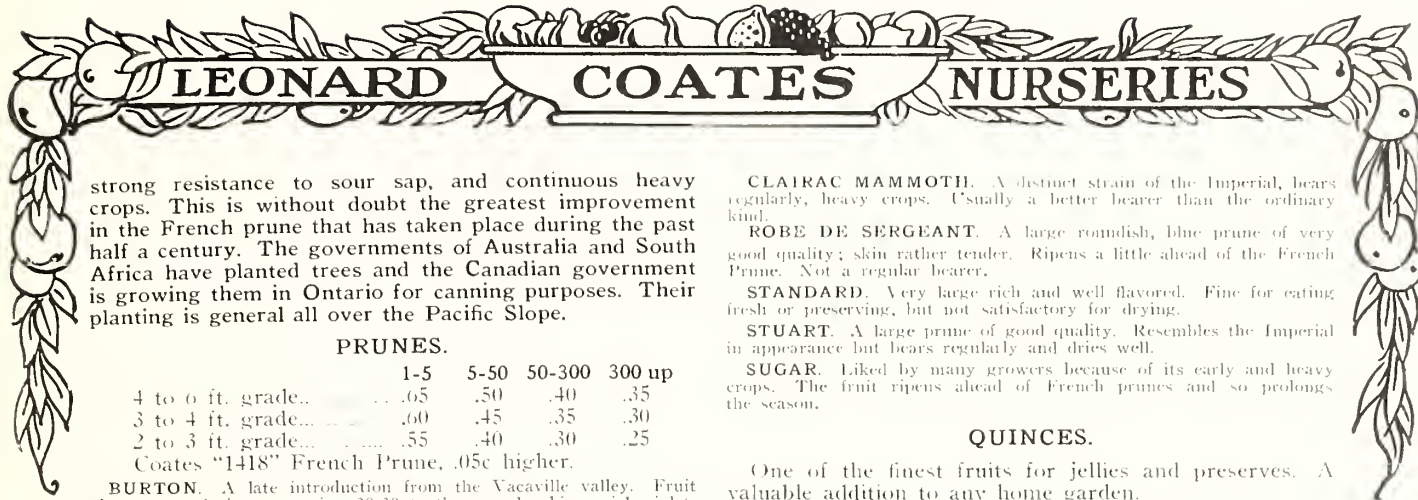 LEONARD COATES NURSERIES
strong resistance to sour sap, and continuous heavy
crops. This is without doubt the greatest improvement
in the French prune that has taken place during the past
half a century. The governments of Australia and South
Africa have planted trees and the Canadian government
is growing them in Ontario for canning purposes. Their
planting is general all over the Pacific Slope.
PRUNES.
1-5 5-50 50-300 300 up
4 to 6 ft. grade.. ... .65 .50 .40 .35
3 to 4 ft. grade... .60 .45 .35 .30
2 to 3 ft. grade... ..... .55 .40 .30 .25
Coates "1418" French Prune, .05c higher.
BURTON. A late introduction from the Vacaville valley. Fruit
CLAIRAC MAMMOTH. A distinct strain of the Imperial, bears
regularly, heavy crops. Usually a better bearer than the ordinary
kind.
ROBE DE SERGEANT. A large roundish, blue prune of very
good quality; skin rather tender. Ripens a little ahead of the French
Prune. Not a regular bearer.
STANDARD. Very large rich and well flavored. Fine for eating
fresh or preserving, but not satisfactory for drying.
STUART. A large prune of good quality. Resembles the Imperial
in appearance but bears regularly and dries well.
SUGAR. Liked by many growers because of its early and heavy
crops. The fruit ripens ahead of French prunes and so prolongs
the season.
QUINCES.
One of the finest fruits for jellies and preserves. A
valuable addition to any home garden.